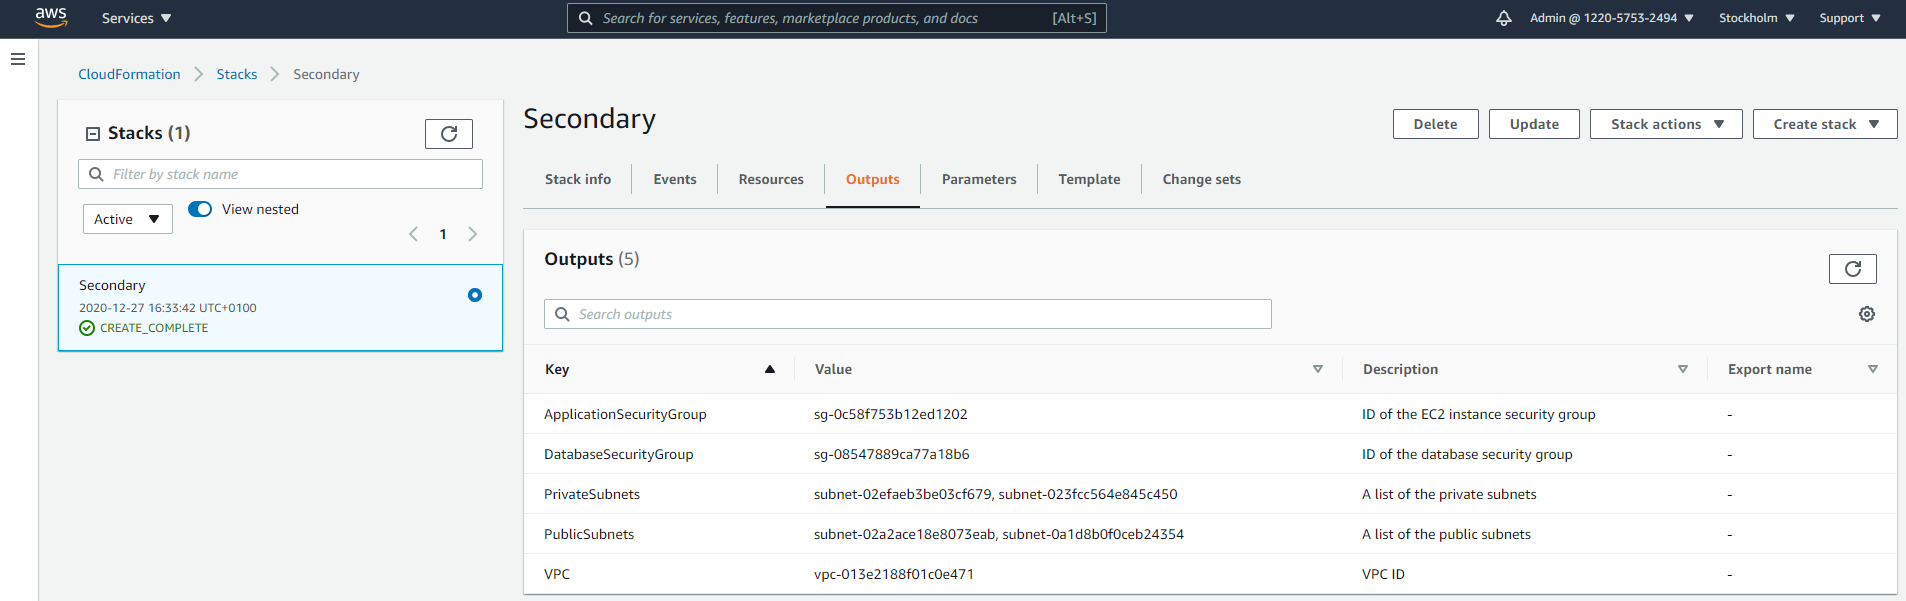 aws Services Search for services, features, marketplace products, and docs [Alt+S] Admin @ 1220-5753-2494 Stockholm Support
CloudFormation Stacks Secondary
Stacks (1)
Filter by stack name
Active View nested
1
Secondary
2020-12-27 16:33:42 UTC+0100
CREATE_COMPLETE
Secondary
Delete Update Stack actions Create stack
Stack info Events Resources Outputs Parameters Template Change sets
Outputs (5)
Search outputs
Key Value Description Export name
ApplicationSecurityGroup sg-0c58f753b12ed1202 ID of the EC2 instance security group -
DatabaseSecurityGroup sg-08547889ca77a18b6 ID of the database security group -
PrivateSubnets subnet-02efaeb3be03cf679, subnet-023fcc564e845c450 A list of the private subnets -
PublicSubnets subnet-02a2ace18e8073eab, subnet-0a1d8b0f0ceb24354 A list of the public subnets -
VPC vpc-013e2188f01c0e471 VPC ID -